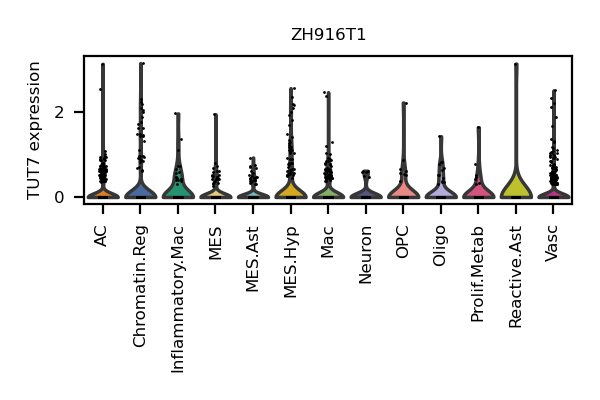 ZH916T1
TUT7 expression
2
0
AC
Chromatin.Reg
Inflammatory.Mac
MES
MES.Ast
MES.Hyp
Mac
Neuron
OPC
Oligo
Prolif.Metab
Reactive.Ast
Vasc